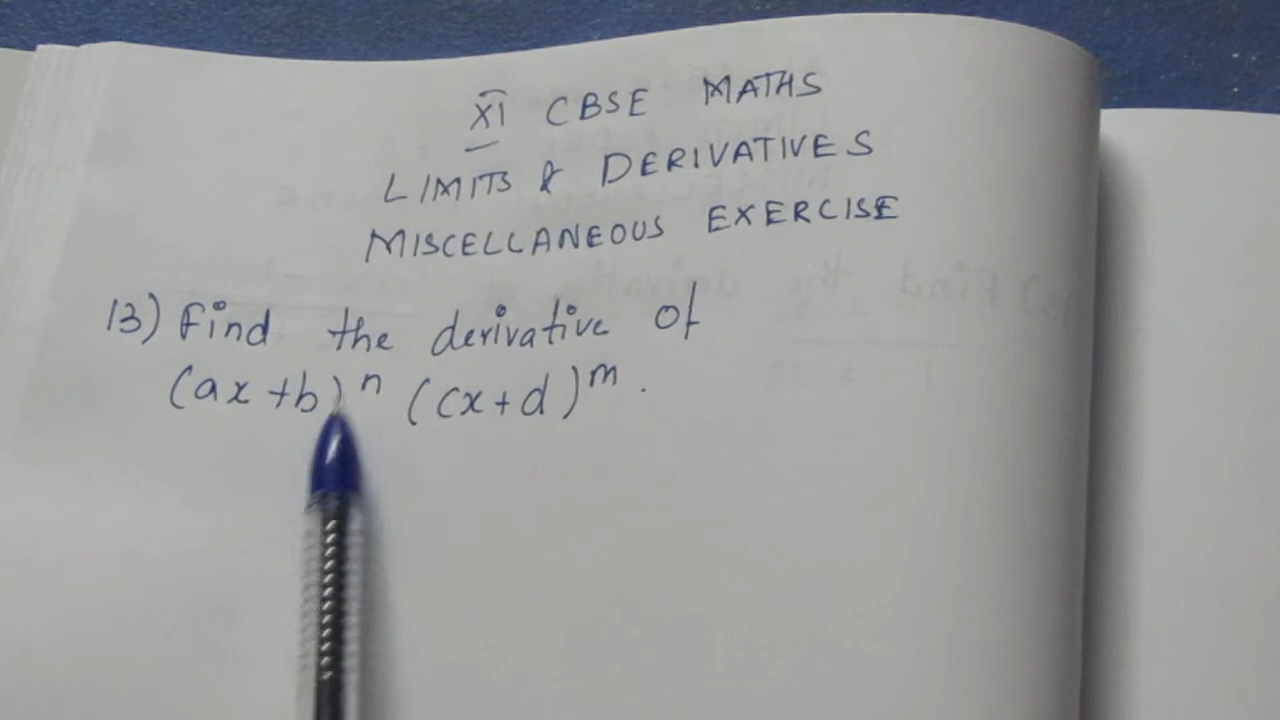 XI CBSE MATHS
LIMITS & DERIVATIVES
MISCELLANEOUS EXERCISE
13) Find the derivative of
(ax+b)ⁿ (cx+d)ᵐ.